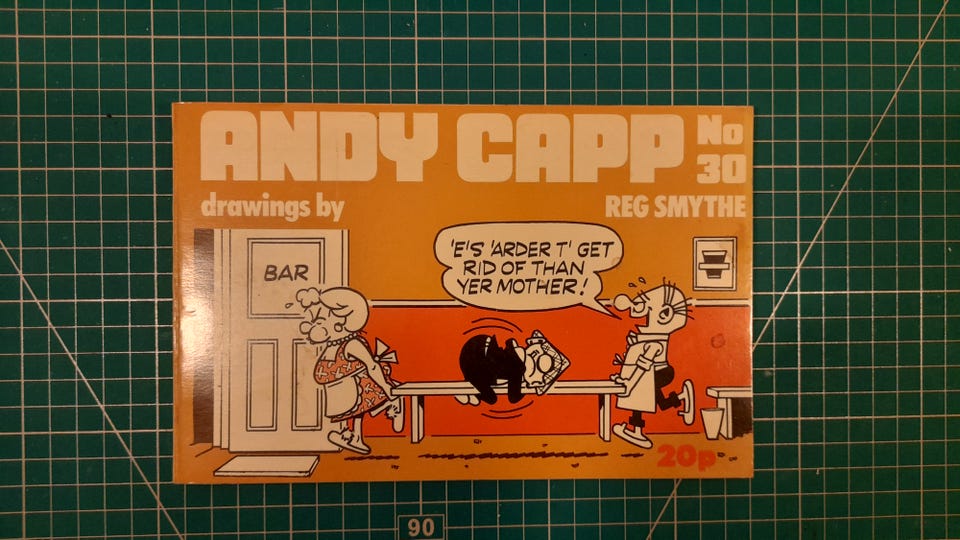 ANDY CAPP No
30
drawings by REG SMYTHE
BAR
'E'S 'ARDER T' GET
RID OF THAN
YER MOTHER!
20p
90